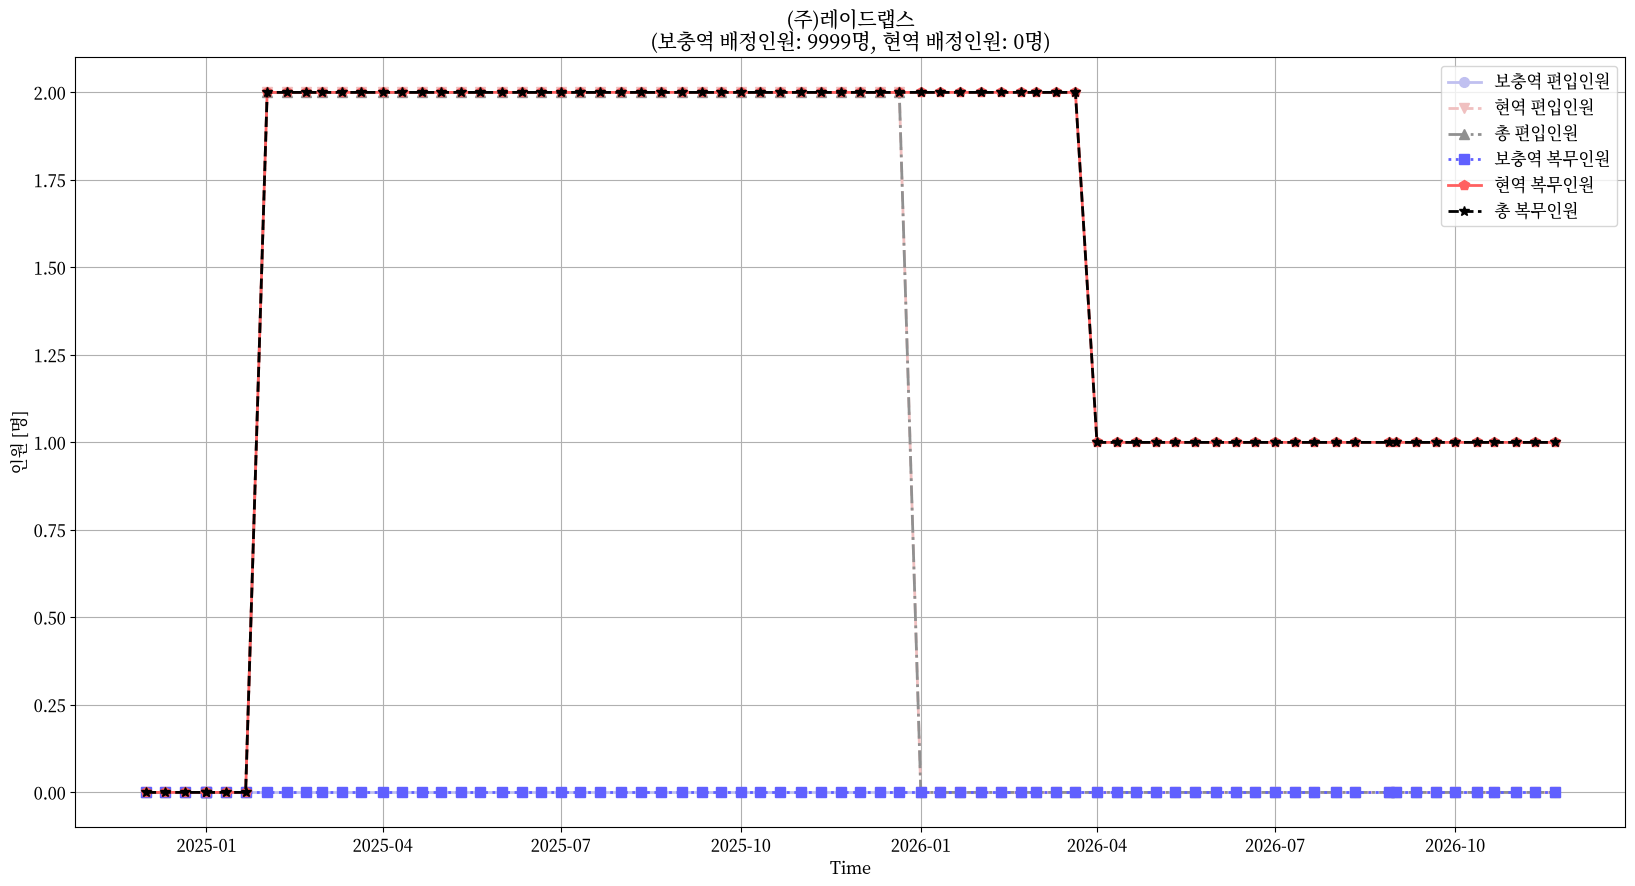 (주)레이드랩스
(보충역 배정인원: 9999명, 현역 배정인원: 0명)
보충역 편입인원
현역 편입인원
총 편입인원
보충역 복무인원
현역 복무인원
총 복무인원
인원 [명]
2.00
1.75
1.50
1.25
1.00
0.75
0.50
0.25
0.00
2025-01 2025-04 2025-07 2025-10 2026-01 2026-04 2026-07 2026-10
Time